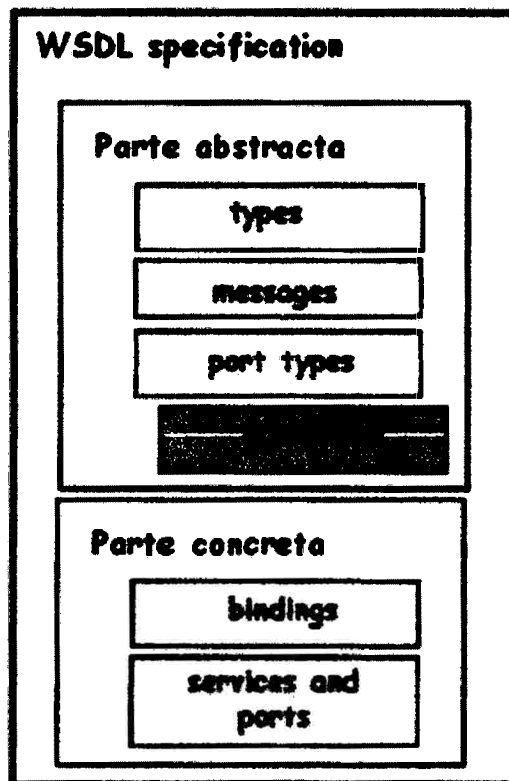 WSDL specification
Parte abstracta
types
messages
port types
Parte concreta
bindings
services and
ports